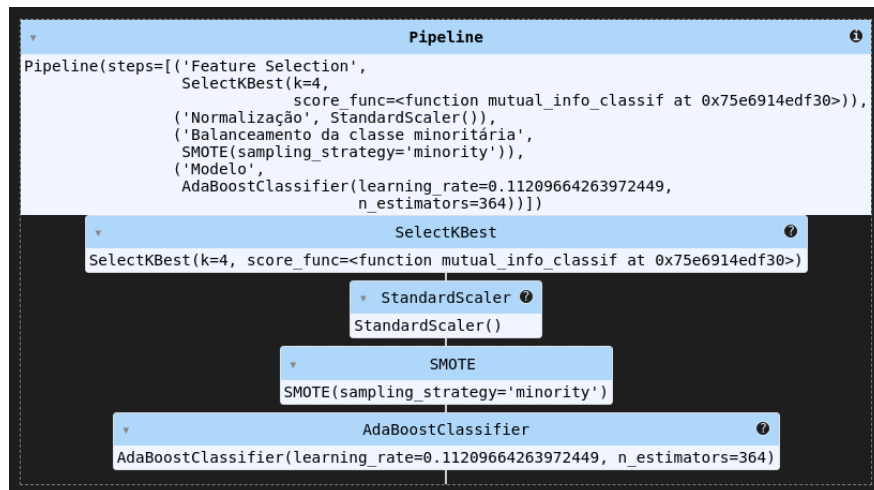 Pipeline
Pipeline(steps=[('Feature Selection',
SelectKBest(k=4,
score_func=<function mutual_info_classif at 0x75e6914edf30>)),
('Normalização', StandardScaler()),
('Balanceamento da classe minoritária',
SMOTE(sampling_strategy='minority')),
('Modelo',
AdaBoostClassifier(learning_rate=0.11209664263972449,
n_estimators=364))])
SelectKBest ?
SelectKBest(k=4, score_func=<function mutual_info_classif at 0x75e6914edf30>)
StandardScaler ?
StandardScaler()
SMOTE
SMOTE(sampling_strategy='minority')
AdaBoostClassifier ?
AdaBoostClassifier(learning_rate=0.11209664263972449, n_estimators=364)